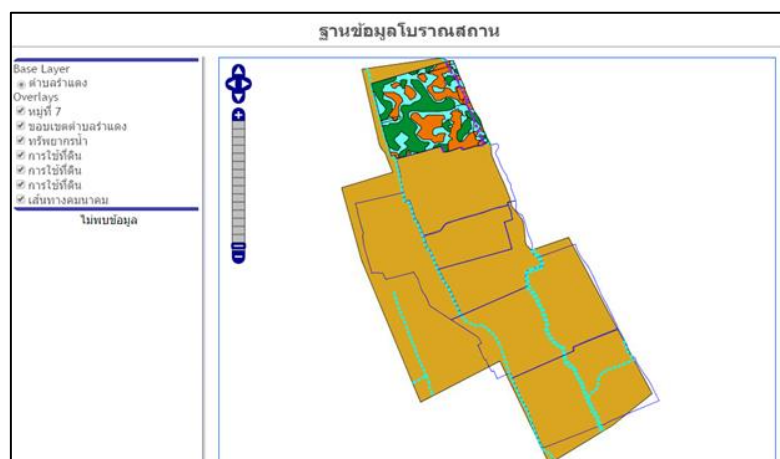 ฐานข้อมูลโบราณสถาน
Base Layer
ตำบลรำแดง
Overlays
หมู่ที่ 7
ขอบเขตตำบลรำแดง
ทรัพยากรน้ำ
การใช้ที่ดิน
การใช้ที่ดิน
การใช้ที่ดิน
เส้นทางคมนาคม
ไม่พบข้อมูล